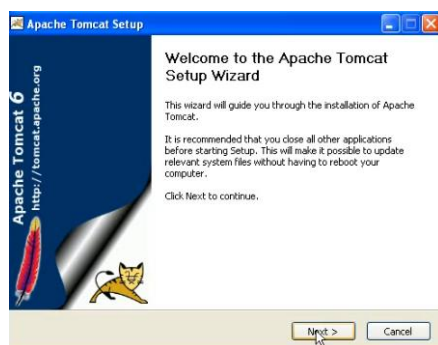 Apache Tomcat Setup
Apache Tomcat 6
http://tomcat.apache.org
Welcome to the Apache Tomcat
Setup Wizard
This wizard will guide you through the installation of Apache
Tomcat.
It is recommended that you close all other applications
before starting Setup. This will make it possible to update
relevant system files without having to reboot your
computer.
Click Next to continue.
Next >
Cancel